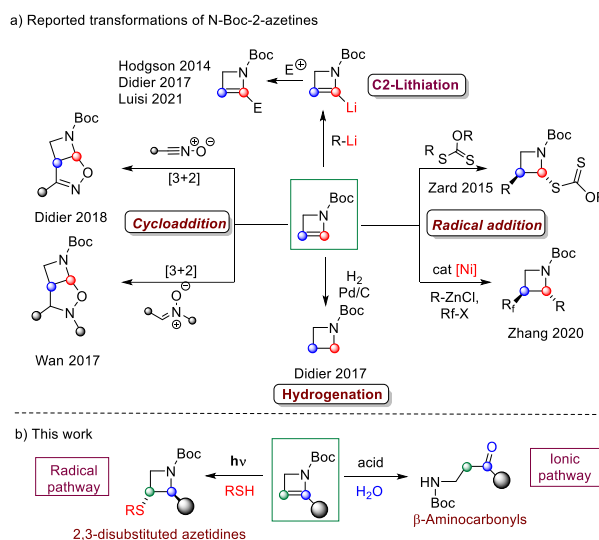 a) Reported transformations of N-Boc-2-azetines
Hodgson 2014
Didier 2017
Luisi 2021
Boc
N
E
E⊕
Boc
N
Li
C2-Lithiation
R-Li
Boc
N
O
N
Didier 2018
N-O
⊕ ⊖
[3+2]
Cycloaddition
Boc
N
OR
R
S
S
Zard 2015
Boc
N
R
S
S
OR
Radical addition
[3+2]
O
⊖
N
⊕
Boc
N
O
N
Wan 2017
H2
Pd/C
Boc
N
Didier 2017
Hydrogenation
cat [Ni]
R-ZnCl,
Rf-X
Boc
N
Rf
R
Zhang 2020
b) This work
Radical
pathway
Boc
N
RS
2,3-disubstituted azetidines
hν
RSH
Boc
N
acid
H2O
O
HN
Boc
β-Aminocarbonyls
Ionic
pathway